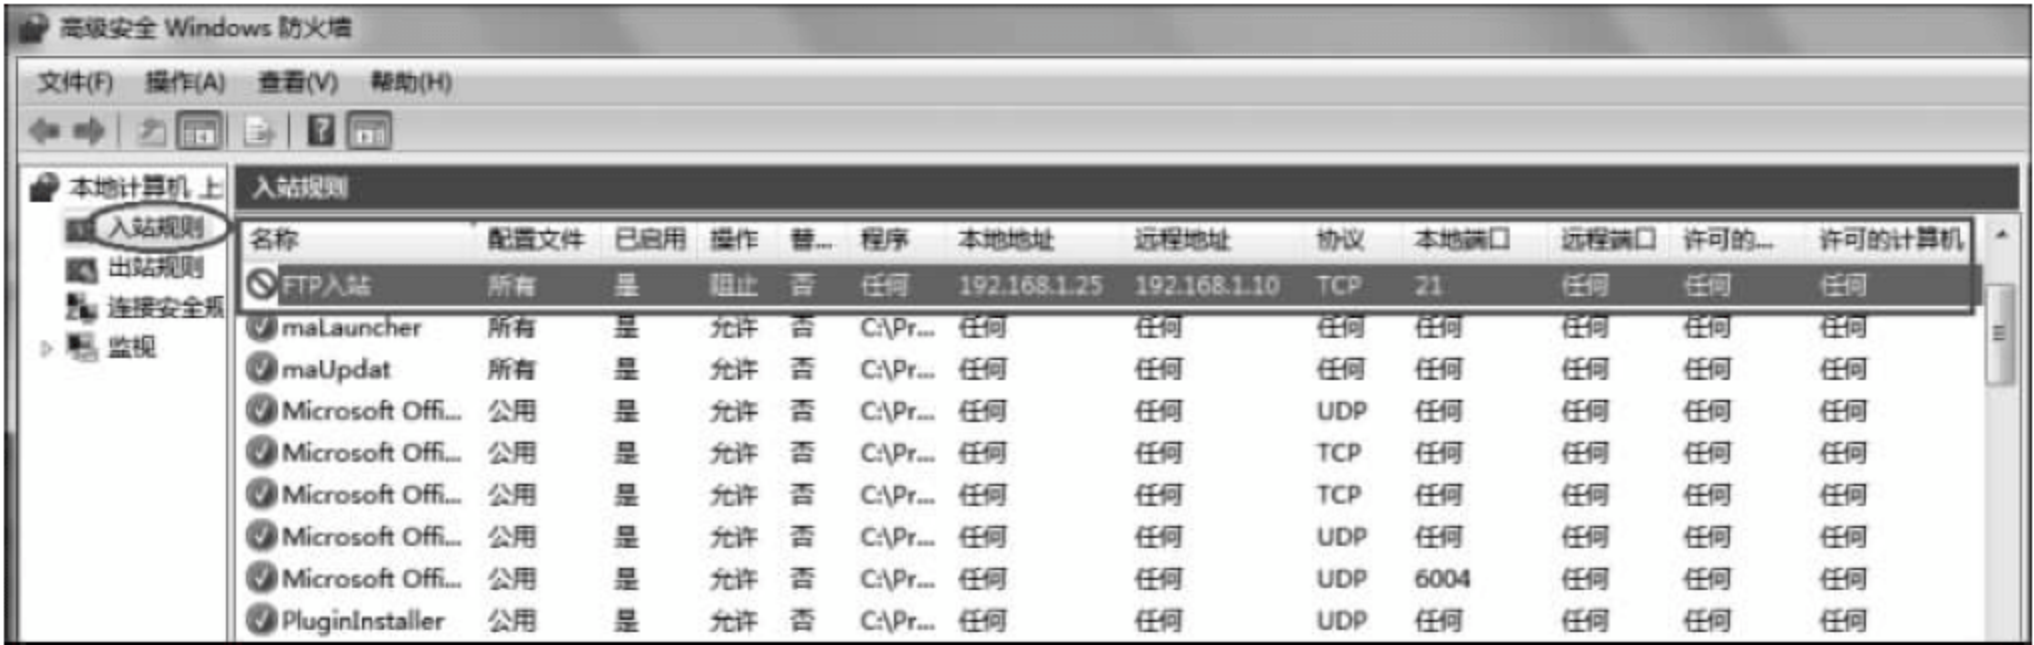 高级安全 Windows 防火墙
文件(F) 操作(A) 查看(V) 帮助(H)
本地计算机 上
入站规则
出站规则
连接安全规
监视
入站规则
名称 配置文件 已启用 操作 替... 程序 本地地址 远程地址 协议 本地端口 远程端口 许可的... 许可的计算机
FTP入站 所有 是 阻止 否 任何 192.168.1.25 192.168.1.10 TCP 21 任何 任何 任何
maLauncher 所有 是 允许 否 C:\Pr... 任何 任何 任何 任何 任何 任何 任何
maUpdat 所有 是 允许 否 C:\Pr... 任何 任何 任何 任何 任何 任何 任何
Microsoft Offi... 公用 是 允许 否 C:\Pr... 任何 任何 UDP 任何 任何 任何 任何
Microsoft Offi... 公用 是 允许 否 C:\Pr... 任何 任何 TCP 任何 任何 任何 任何
Microsoft Offi... 公用 是 允许 否 C:\Pr... 任何 任何 TCP 任何 任何 任何 任何
Microsoft Offi... 公用 是 允许 否 C:\Pr... 任何 任何 UDP 任何 任何 任何 任何
Microsoft Offi... 公用 是 允许 否 C:\Pr... 任何 任何 UDP 6004 任何 任何 任何
PluginInstaller 公用 是 允许 否 C:\Pr... 任何 任何 UDP 任何 任何 任何 任何